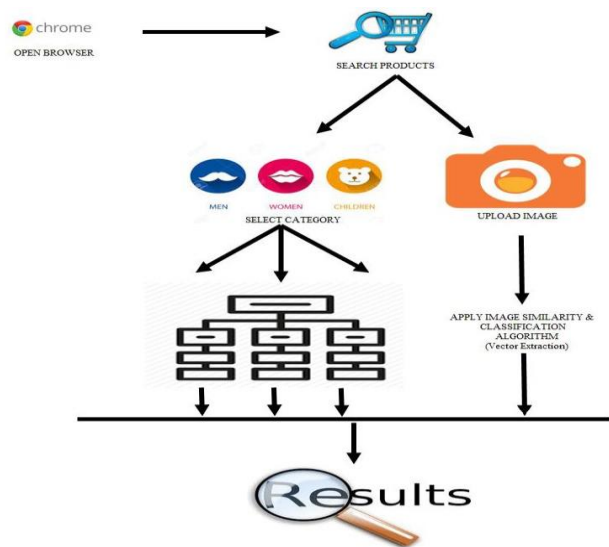 chrome
OPEN BROWSER
SEARCH PRODUCTS
MEN
WOMEN
CHILDREN
SELECT CATEGORY
UPLOAD IMAGE
APPLY IMAGE SIMILARITY &
CLASSIFICATION
ALGORITHM
(Vector Extraction)
Results